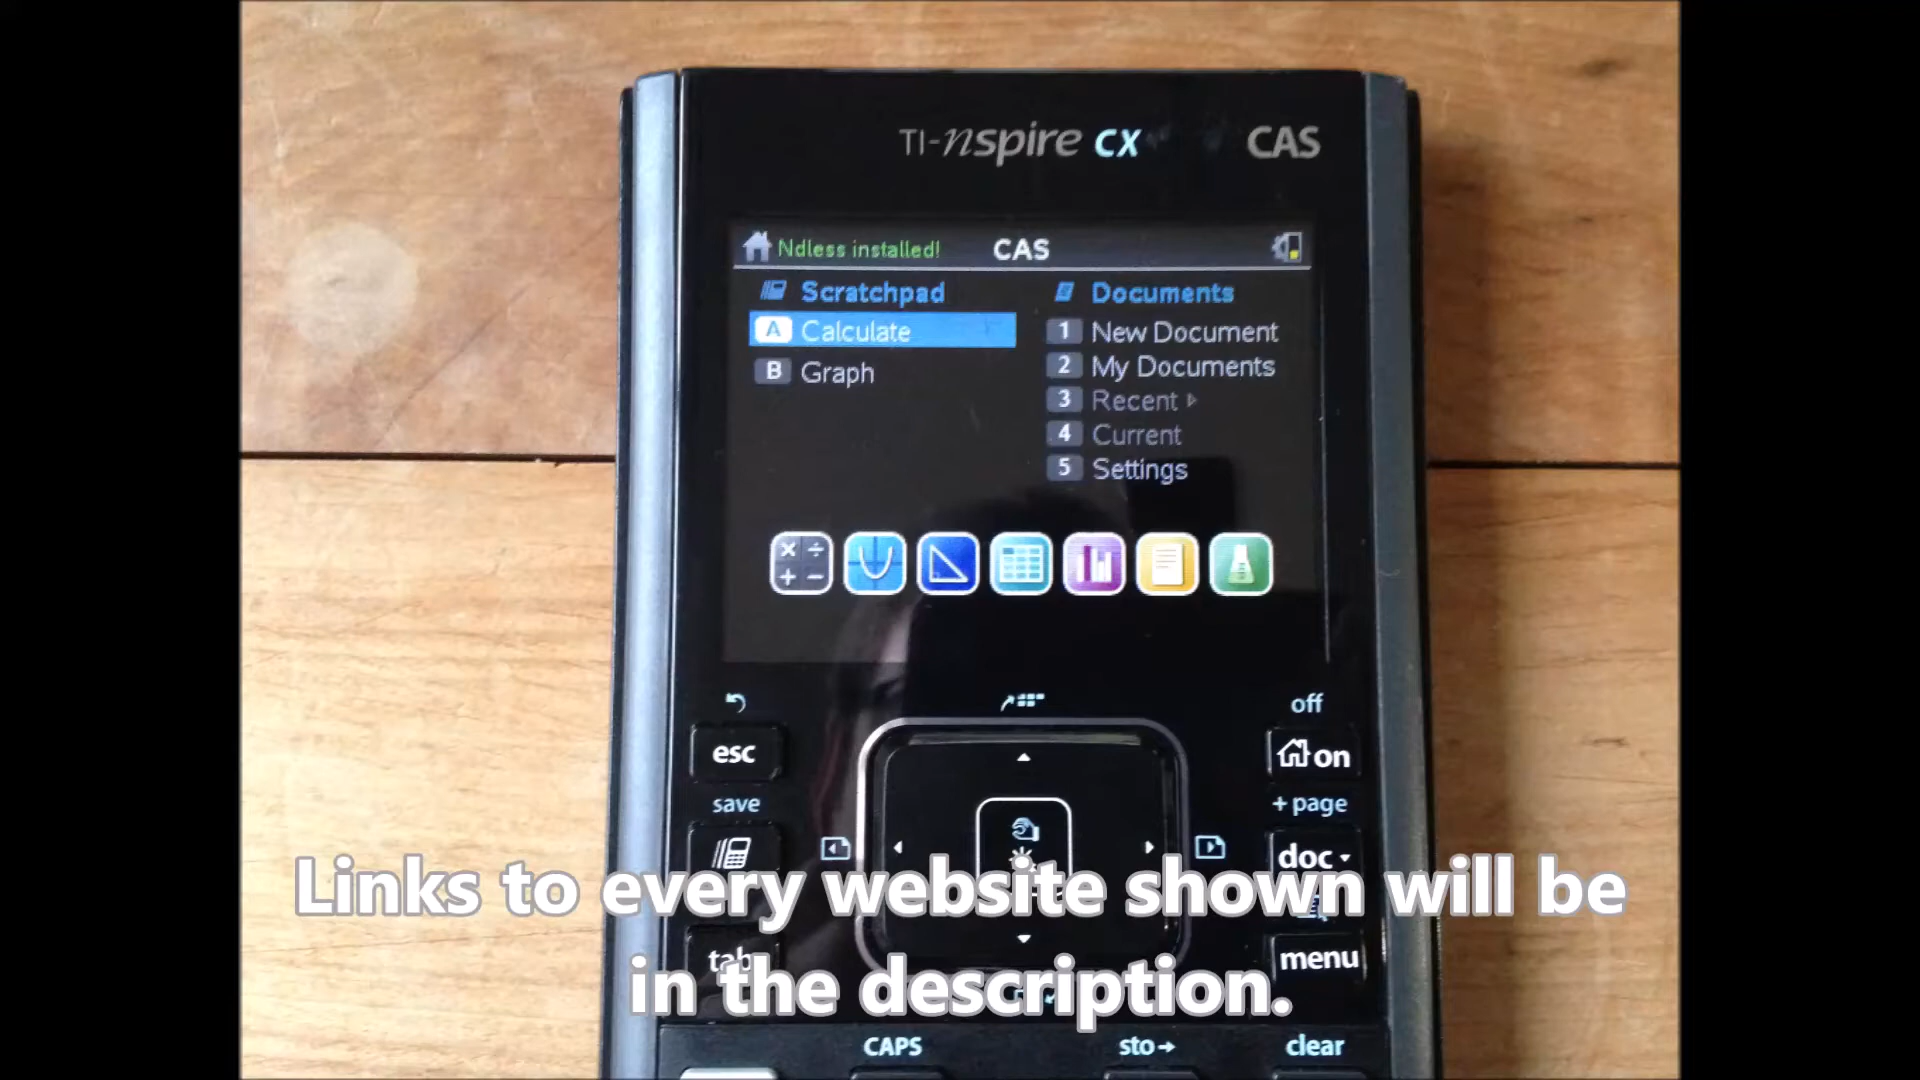 TI-nspire CX CAS
Ndless installed! CAS
Scratchpad
A Calculate
B Graph
Documents
1 New Document
2 My Documents
3 Recent
4 Current
5 Settings
off
esc
on
save
+ page
doc
Links to every website shown will be
tab
menu
in the description.
CAPS
sto→
clear